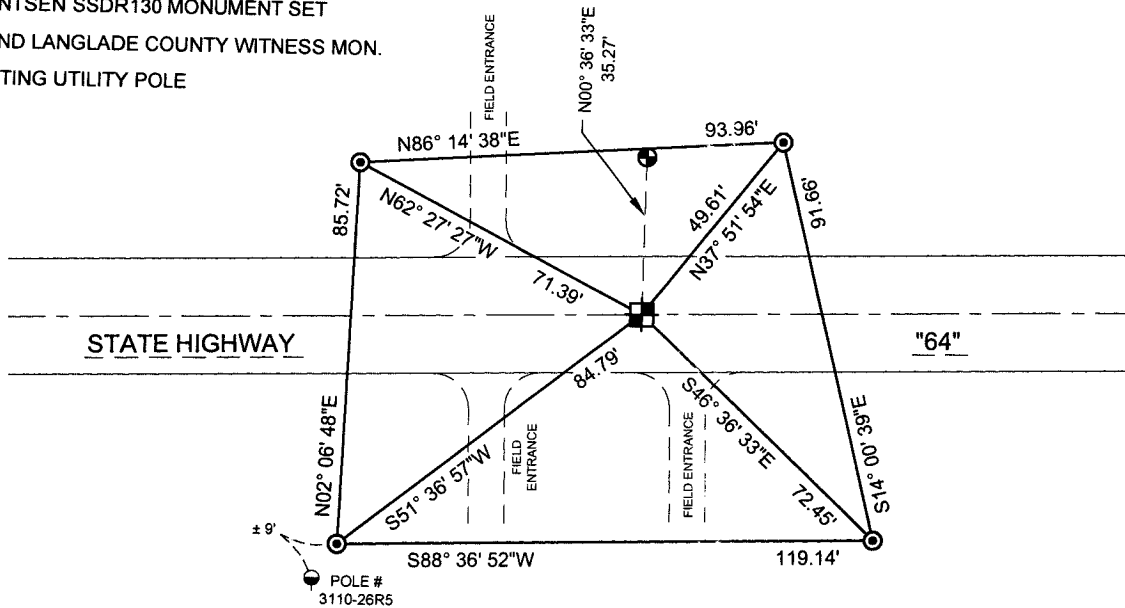 NTSEN SSDR130 MONUMENT SET
ND LANGLADE COUNTY WITNESS MON.
TING UTILITY POLE
FIELD ENTRANCE
N00° 36' 33"E
35.27'
N86° 14' 38"E
93.96'
85.72'
N62° 27' 27"W
71.39'
49.61'
N37° 51' 54"E
91.66'
STATE HIGHWAY
"64"
84.79'
S46° 36' 33"E
72.45'
S14° 00' 39"E
N02° 06' 48"E
S51° 36' 57"W
FIELD
ENTRANCE
FIELD ENTRANCE
± 9'
S88° 36' 52"W
119.14'
POLE #
3110-26R5